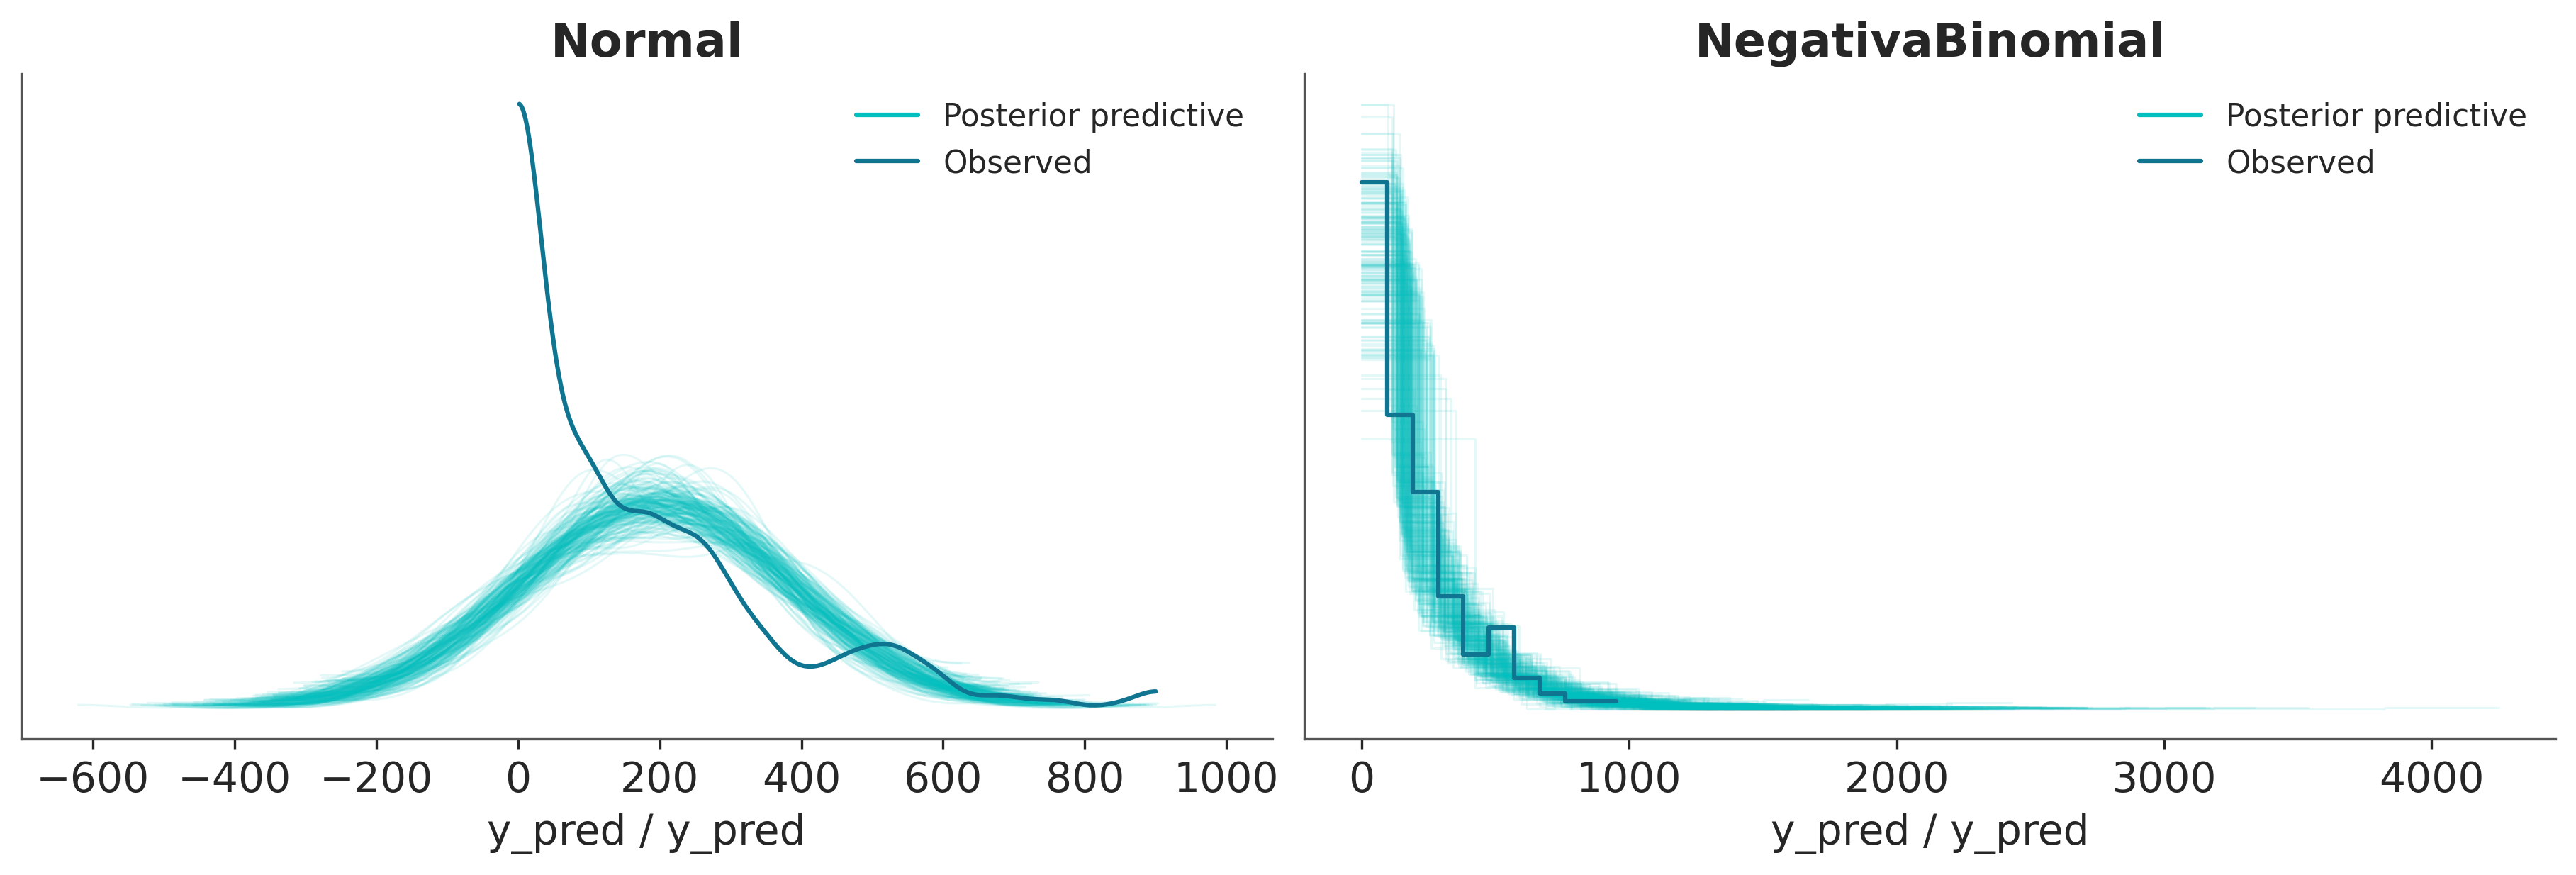 Normal
Posterior predictive
Observed
−600 −400 −200 0 200 400 600 800 1000
y_pred / y_pred
NegativaBinomial
Posterior predictive
Observed
0 1000 2000 3000 4000
y_pred / y_pred